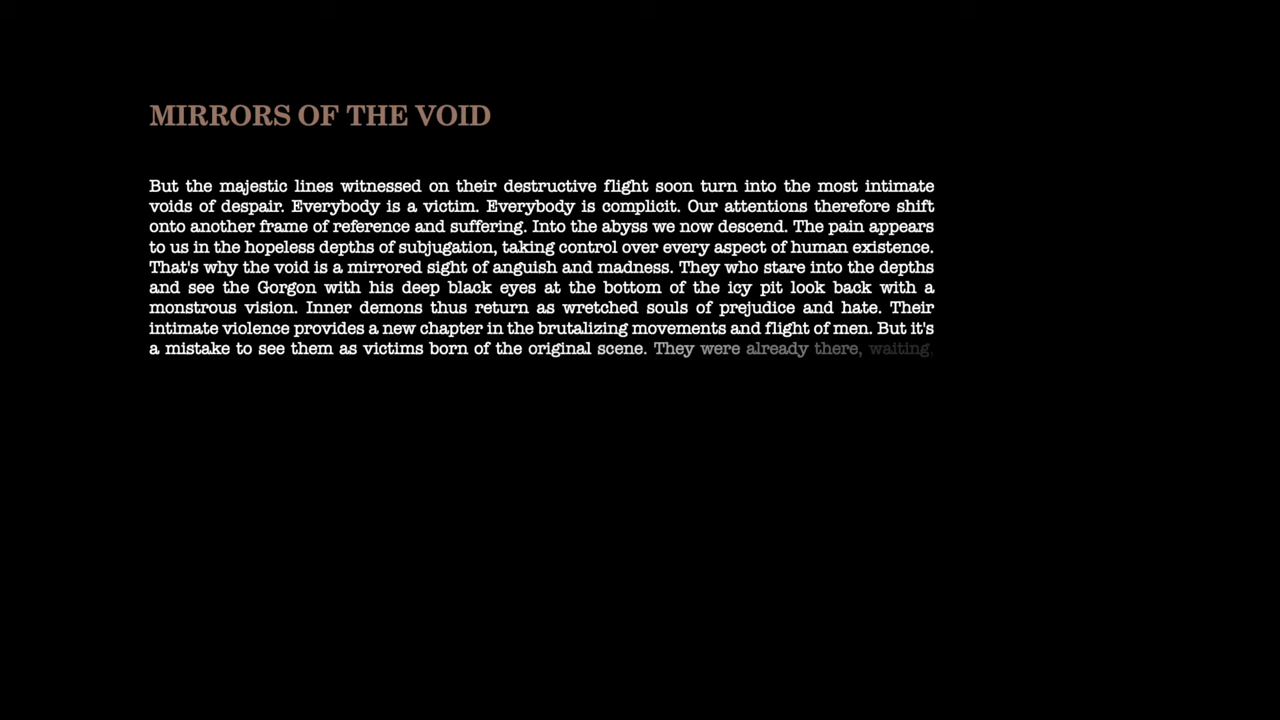 MIRRORS OF THE VOID
But the majestic lines witnessed on their destructive flight soon turn into the most intimate
voids of despair. Everybody is a victim. Everybody is complicit. Our attentions therefore shift
onto another frame of reference and suffering. Into the abyss we now descend. The pain appears
to us in the hopeless depths of subjugation, taking control over every aspect of human existence.
That's why the void is a mirrored sight of anguish and madness. They who stare into the depths
and see the Gorgon with his deep black eyes at the bottom of the icy pit look back with a
monstrous vision. Inner demons thus return as wretched souls of prejudice and hate. Their
intimate violence provides a new chapter in the brutalizing movements and flight of men. But it's
a mistake to see them as victims born of the original scene. They were already there, waiting,